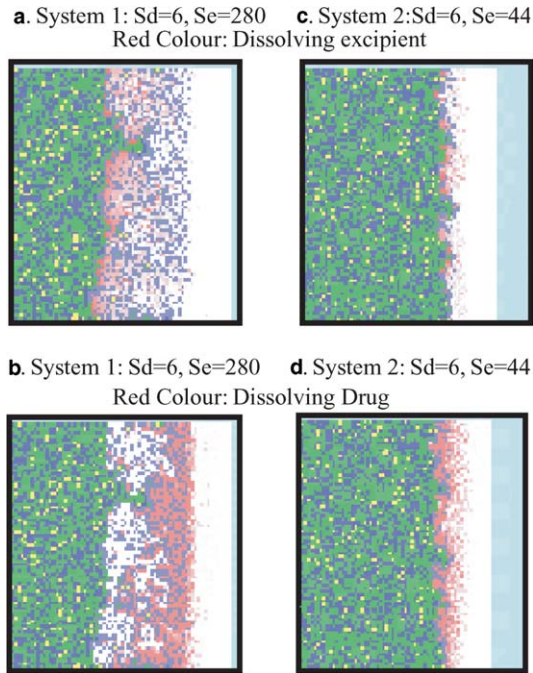 a. System 1: Sd=6, Se=280
c. System 2:Sd=6, Se=44
Red Colour: Dissolving excipient
b. System 1: Sd=6, Se=280
d. System 2: Sd=6, Se=44
Red Colour: Dissolving Drug